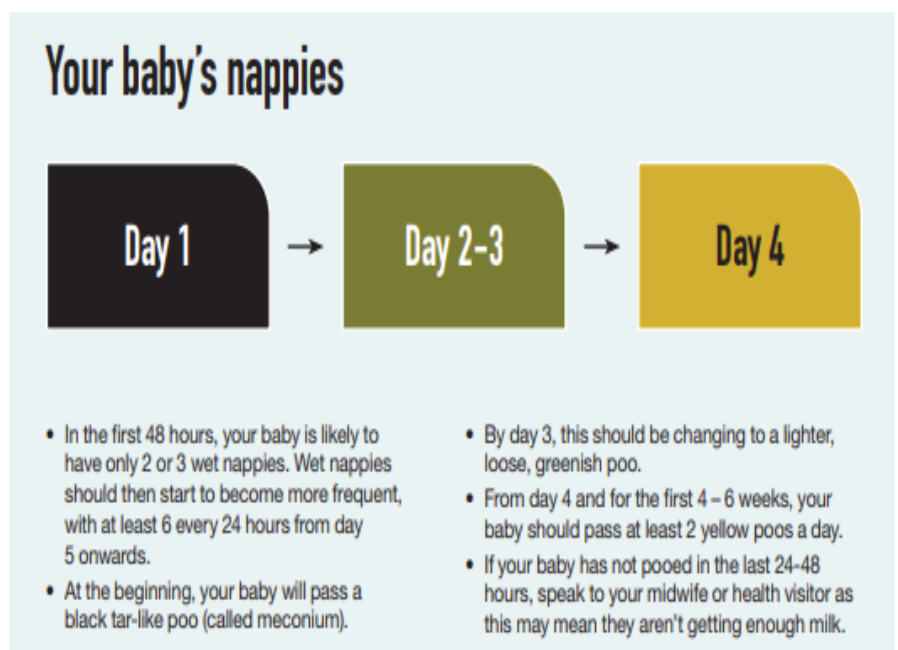 Your baby's nappies
Day 1 → Day 2–3 → Day 4
• In the first 48 hours, your baby is likely to
have only 2 or 3 wet nappies. Wet nappies
should then start to become more frequent,
with at least 6 every 24 hours from day
5 onwards.
• At the beginning, your baby will pass a
black tar-like poo (called meconium).
• By day 3, this should be changing to a lighter,
loose, greenish poo.
• From day 4 and for the first 4 – 6 weeks, your
baby should pass at least 2 yellow poos a day.
• If your baby has not pooed in the last 24-48
hours, speak to your midwife or health visitor as
this may mean they aren't getting enough milk.